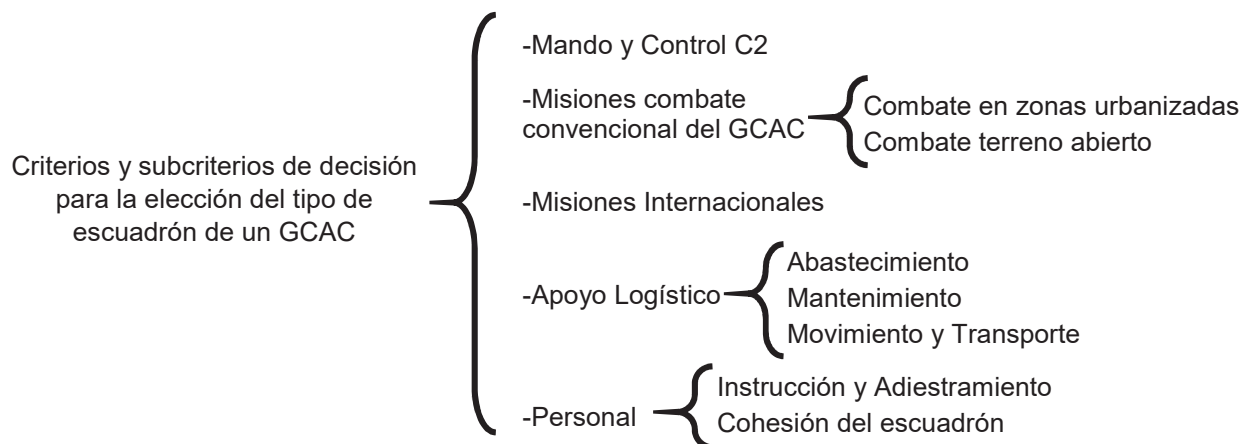 Criterios y subcriterios de decisión
para la elección del tipo de
escuadrón de un GCAC
-Mando y Control C2
-Misiones combate
convencional del GCAC
Combate en zonas urbanizadas
Combate terreno abierto
-Misiones Internacionales
-Apoyo Logístico
Abastecimiento
Mantenimiento
Movimiento y Transporte
-Personal
Instrucción y Adiestramiento
Cohesión del escuadrón